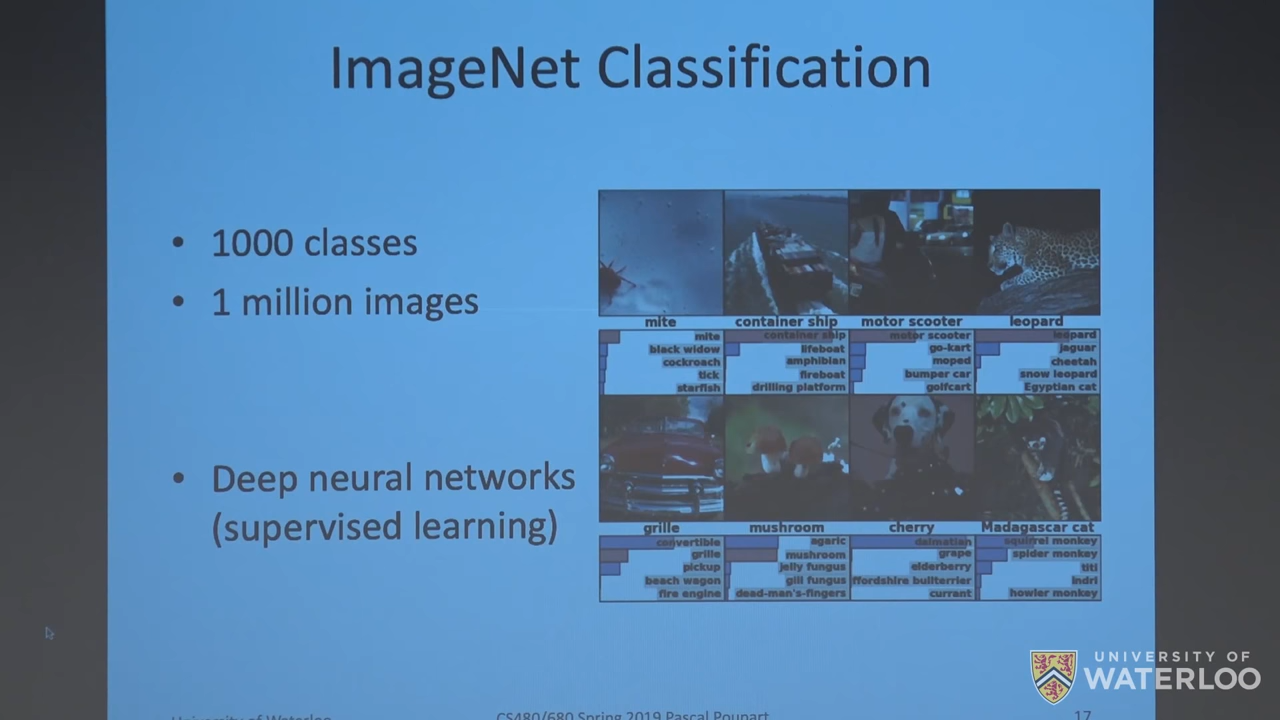 ImageNet Classification
• 1000 classes
• 1 million images
• Deep neural networks
(supervised learning)
mite
container ship
motor scooter
leopard
mite
black widow
cockroach
tick
starfish
container ship
lifeboat
amphibian
fireboat
drilling platform
motor scooter
go-kart
moped
bumper car
golfcart
leopard
jaguar
cheetah
snow leopard
Egyptian cat
grille
mushroom
cherry
Madagascar cat
convertible
grille
pickup
beach wagon
fire engine
agaric
mushroom
jelly fungus
gill fungus
dead-man's-fingers
dalmatian
grape
elderberry
ffordshire bullterrier
currant
squirrel monkey
spider monkey
titi
indri
howler monkey
University of Waterloo
CS480/680 Spring 2019 Pascal Poupart
17
UNIVERSITY OF
WATERLOO